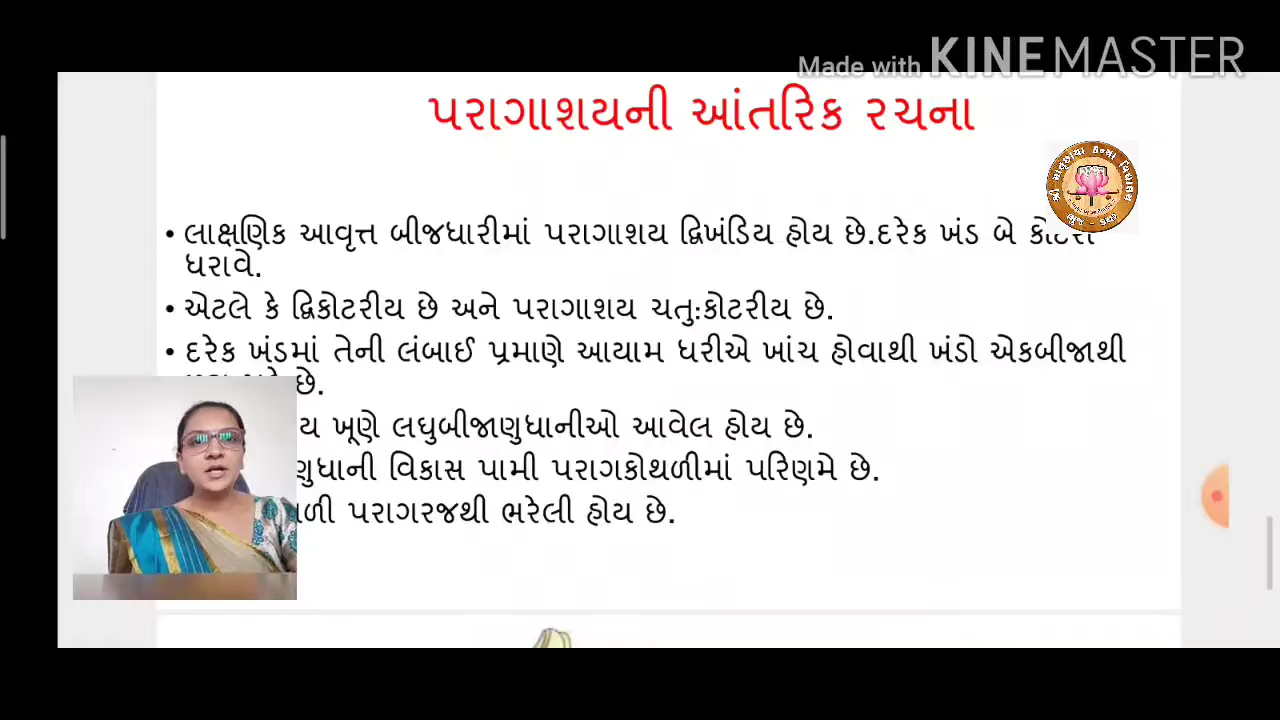 Made with KINEMASTER
પરાગાશયની આંતરિક રચના
• લાક્ષણિક આવૃત્ત બીજધારીમાં પરાગાશય દ્વિખંડિય હોય છે.દરેક ખંડ બે
ધરાવે.
• એટલે કે દ્વિકોટરીય છે અને પરાગાશય ચતુઃકોટરીય છે.
• દરેક ખંડમાં તેની લંબાઈ પ્રમાણે આયામ ધરીએ ખાંચ હોવાથી ખંડો એકબીજાથી
છે.
ખૂણે લઘુબીજાણુધાનીઓ આવેલ હોય છે.
વિકાસ પામી પરાગકોથળીમાં પરિણમે છે.
પરાગરજથી ભરેલી હોય છે.